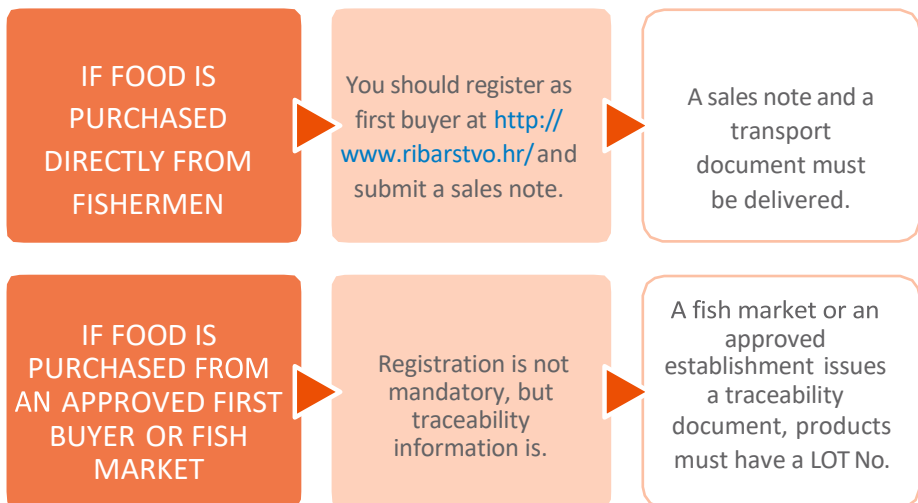 IF FOOD IS
PURCHASED
DIRECTLY FROM
FISHERMEN
You should register as
first buyer at http://
www.ribarstvo.hr/ and
submit a sales note.
A sales note and a
transport
document must
be delivered.
IF FOOD IS
PURCHASED FROM
AN APPROVED FIRST
BUYER OR FISH
MARKET
Registration is not
mandatory, but
traceability
information is.
A fish market or an
approved
establishment issues
a traceability
document, products
must have a LOT No.